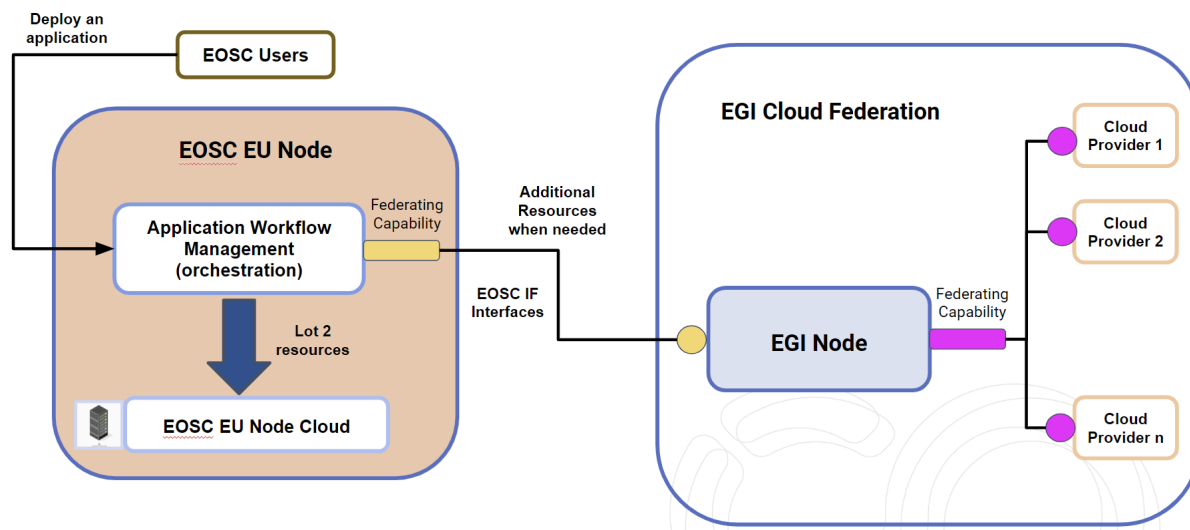 Deploy an
application
EOSC Users
EOSC EU Node
Application Workflow
Management
(orchestration)
Federating
Capability
Lot 2
resources
EOSC EU Node Cloud
Additional
Resources
when needed
EOSC IF
Interfaces
EGI Cloud Federation
EGI Node
Federating
Capability
Cloud
Provider 1
Cloud
Provider 2
Cloud
Provider n